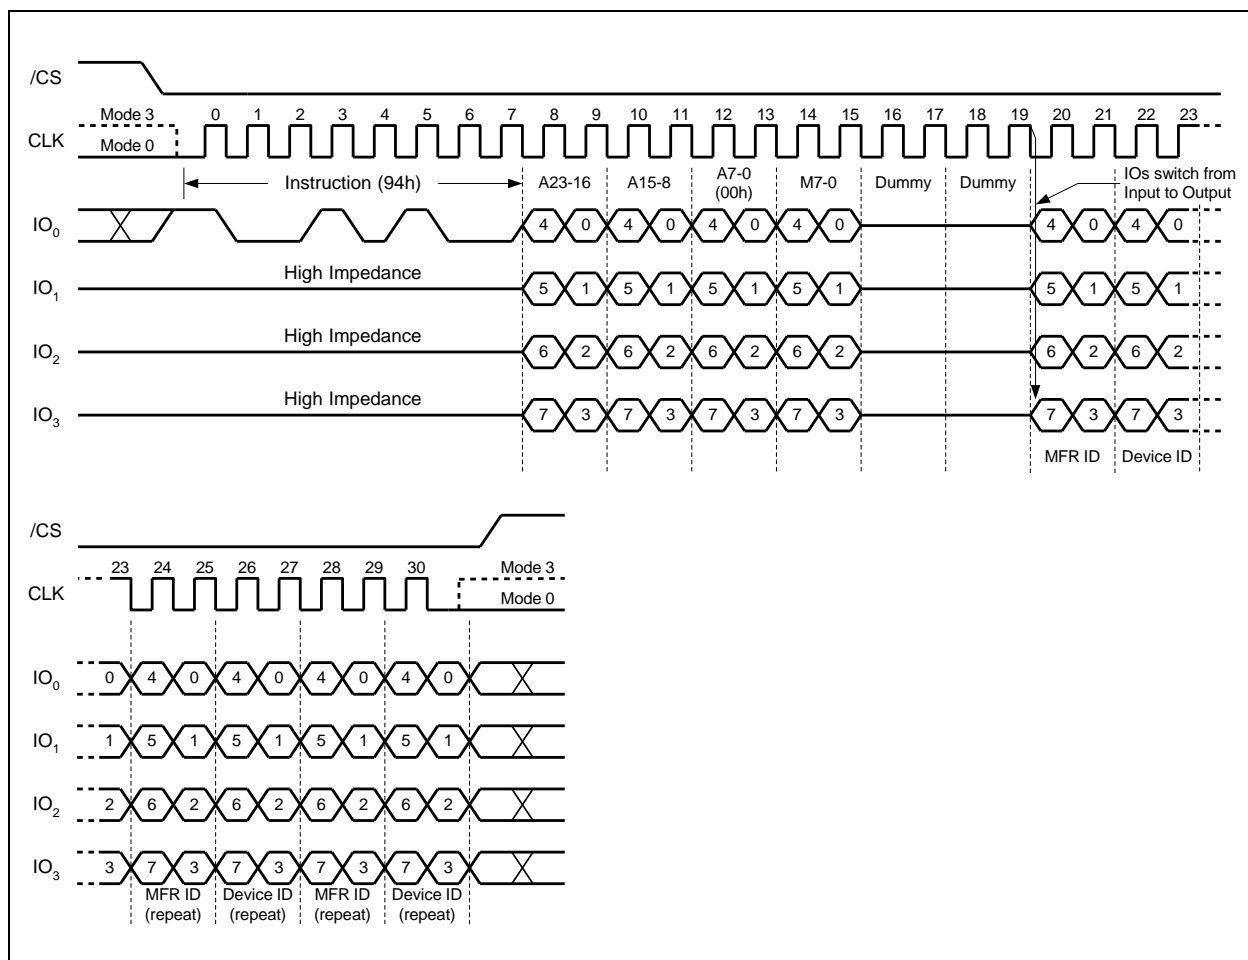 /CS
Mode 3 0 1 2 3 4 5 6 7 8 9 10 11 12 13 14 15 16 17 18 19 20 21 22 23
CLK Mode 0
Instruction (94h) A23-16 A15-8 A7-0 (00h) M7-0 Dummy Dummy IOs switch from Input to Output
IO0 4 0 4 0 4 0 4 0 4 0 4 0
High Impedance
IO1 5 1 5 1 5 1 5 1 5 1 5 1
High Impedance
IO2 6 2 6 2 6 2 6 2 6 2 6 2
High Impedance
IO3 7 3 7 3 7 3 7 3 7 3 7 3
MFR ID Device ID
/CS
23 24 25 26 27 28 29 30 Mode 3
CLK Mode 0
IO0 0 4 0 4 0 4 0 4 0
IO1 1 5 1 5 1 5 1 5 1
IO2 2 6 2 6 2 6 2 6 2
IO3 3 7 3 7 3 7 3 7 3
MFR ID Device ID MFR ID Device ID
(repeat) (repeat) (repeat) (repeat)